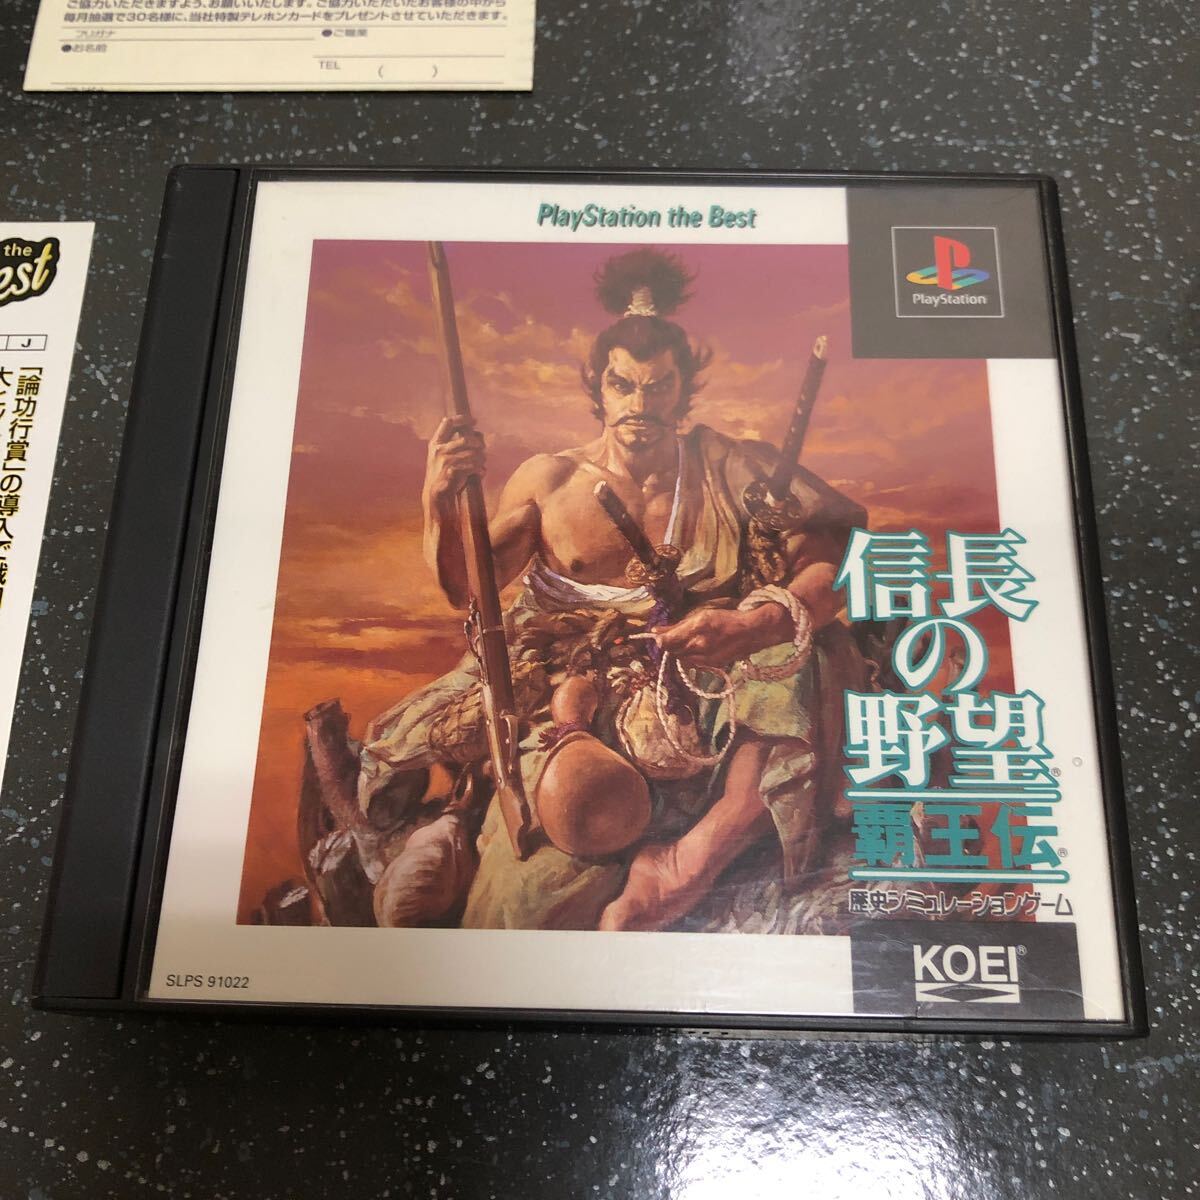 ご協力いただきますよう、お願いいたします。ご協力いただいたお客様の中から
毎月抽選で30名様に、当社特製テレホンカードをプレゼントさせていただきます。
フリガナ
●お名前
●ご職業
TEL ( )
the
est
J
「論功行賞」の導入で戦
PlayStation the Best
PlayStation
信長
の
野望®
覇王伝®
歴史シミュレーションゲーム
KOEI®
SLPS 91022